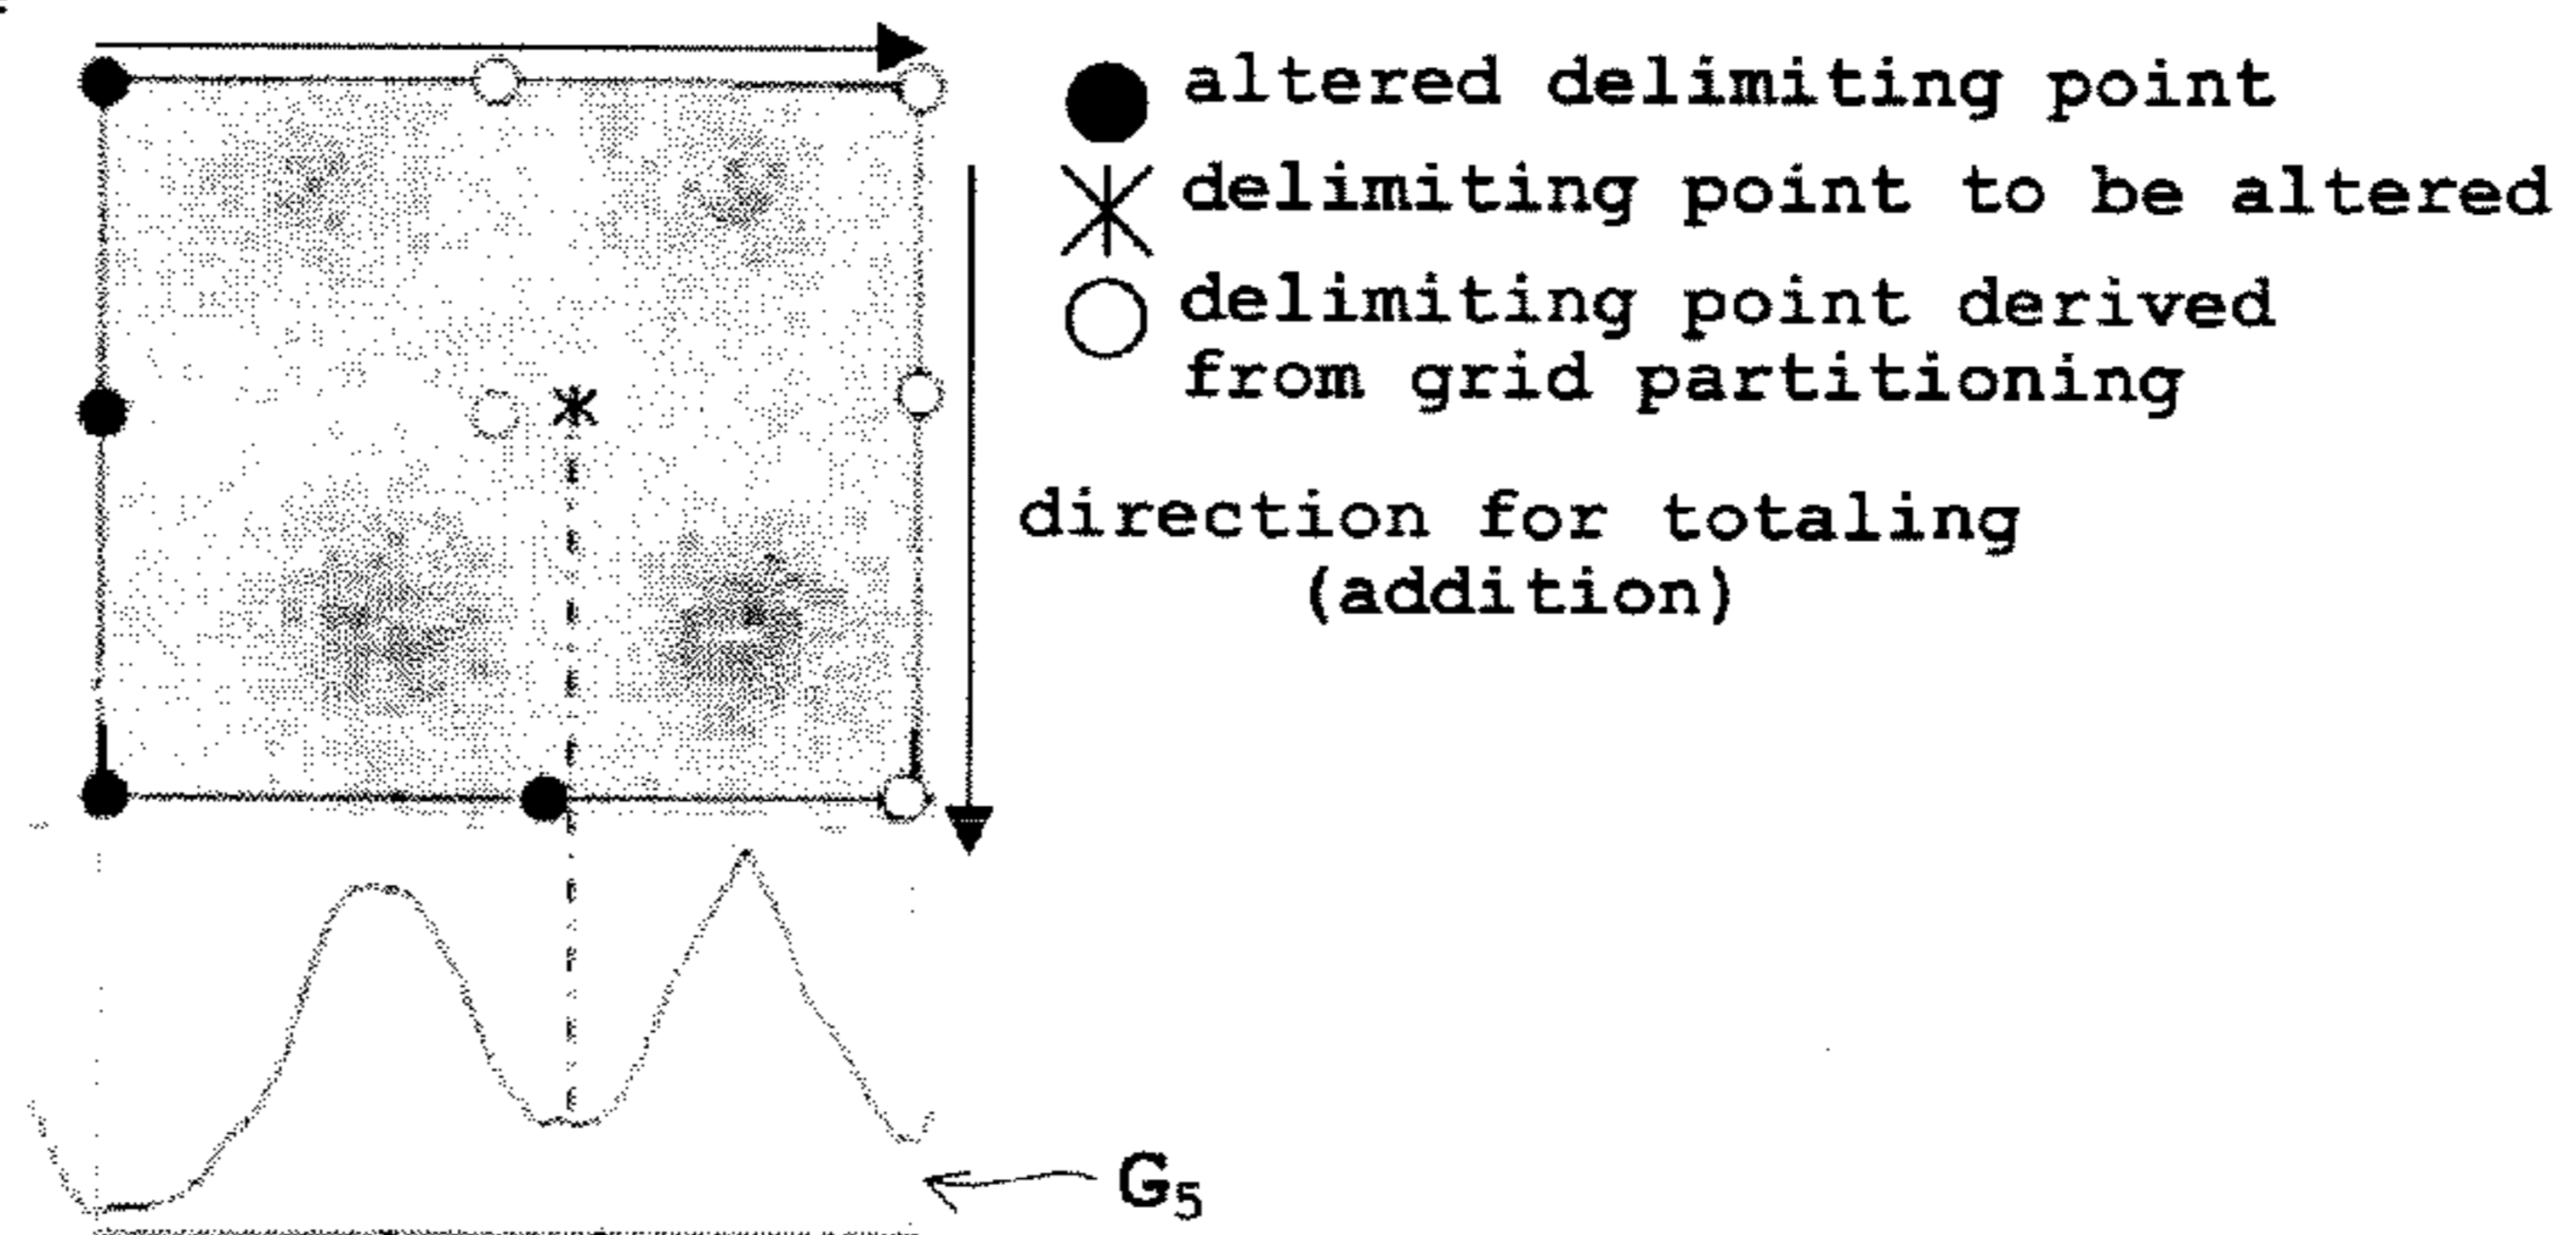 altered delimiting point
delimiting point to be altered
delimiting point derived
from grid partitioning
direction for totaling
(addition)
G5